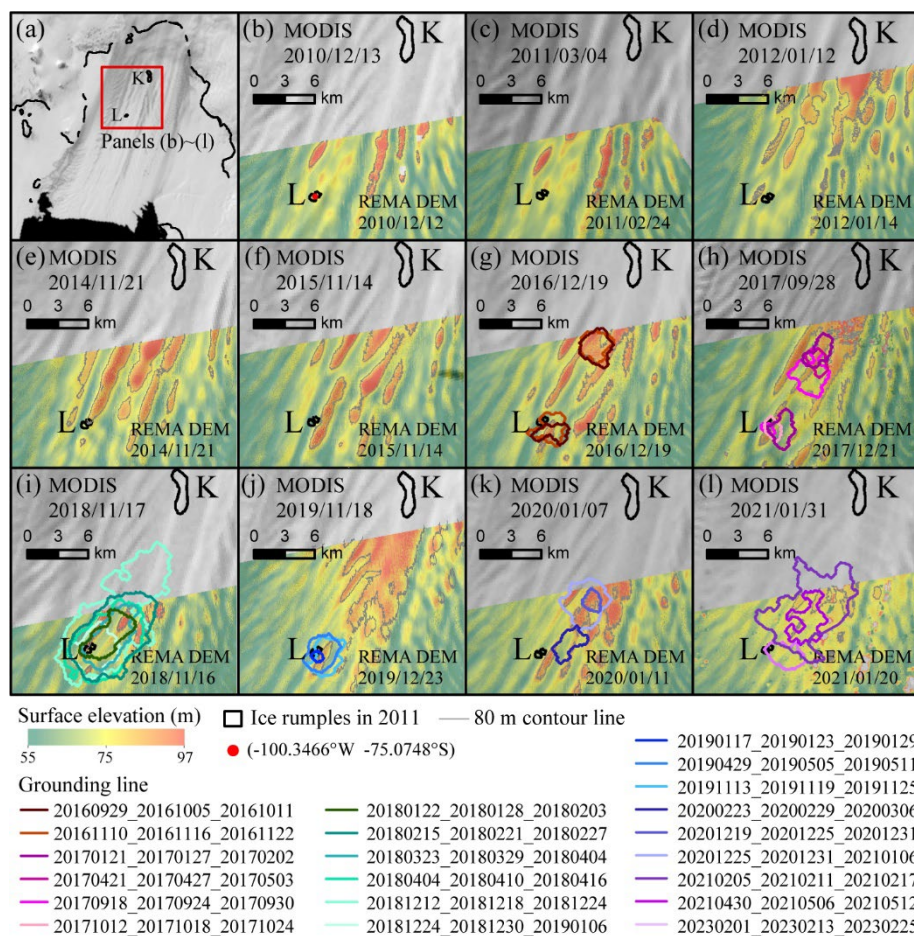 (a)
K
L
Panels (b)~(l)
(b) MODIS
2010/12/13
K
0 3 6
km
L
REMA DEM
2010/12/12
(c) MODIS
2011/03/04
K
0 3 6
km
L
REMA DEM
2011/02/24
(d) MODIS
2012/01/12
K
0 3 6
km
L
REMA DEM
2012/01/14
(e) MODIS
2014/11/21
K
0 3 6
km
L
REMA DEM
2014/11/21
(f) MODIS
2015/11/14
K
0 3 6
km
L
REMA DEM
2015/11/14
(g) MODIS
2016/12/19
K
0 3 6
km
L
REMA DEM
2016/12/19
(h) MODIS
2017/09/28
K
0 3 6
km
L
REMA DEM
2017/12/21
(i) MODIS
2018/11/17
K
0 3 6
km
L
REMA DEM
2018/11/16
(j) MODIS
2019/11/18
K
0 3 6
km
L
REMA DEM
2019/12/23
(k) MODIS
2020/01/07
K
0 3 6
km
L
REMA DEM
2020/01/11
(l) MODIS
2021/01/31
K
0 3 6
km
L
REMA DEM
2021/01/20
Surface elevation (m)
55 75 97
Ice rumples in 2011
80 m contour line
(-100.3466°W -75.0748°S)
Grounding line
20160929_20161005_20161011
20161110_20161116_20161122
20170121_20170127_20170202
20170421_20170427_20170503
20170918_20170924_20170930
20171012_20171018_20171024
20180122_20180128_20180203
20180215_20180221_20180227
20180323_20180329_20180404
20180404_20180410_20180416
20181212_20181218_20181224
20181224_20181230_20190106
20190117_20190123_20190129
20190429_20190505_20190511
20191113_20191119_20191125
20200223_20200229_20200306
20201219_20201225_20201231
20201225_20201231_20210106
20210205_20210211_20210217
20210430_20210506_20210512
20230201_20230213_20230225